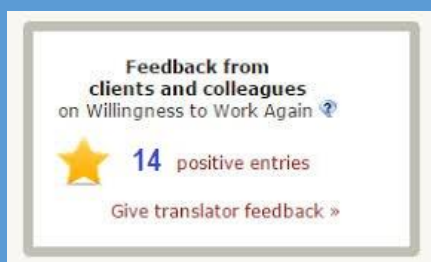 Feedback from
clients and colleagues
on Willingness to Work Again ?
14 positive entries
Give translator feedback »